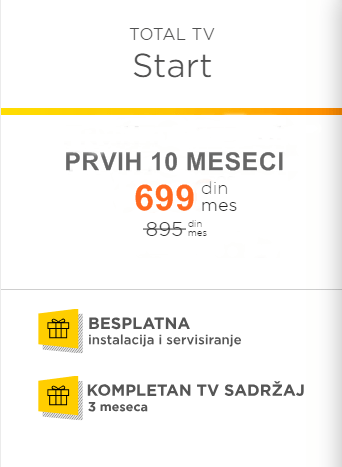 TOTAL TV
Start
PRVIH 10 MESECI
699 din
mes
895 din
mes
BESPLATNA
instalacija i servisiranje
KOMPLETAN TV SADRŽAJ
3 meseca